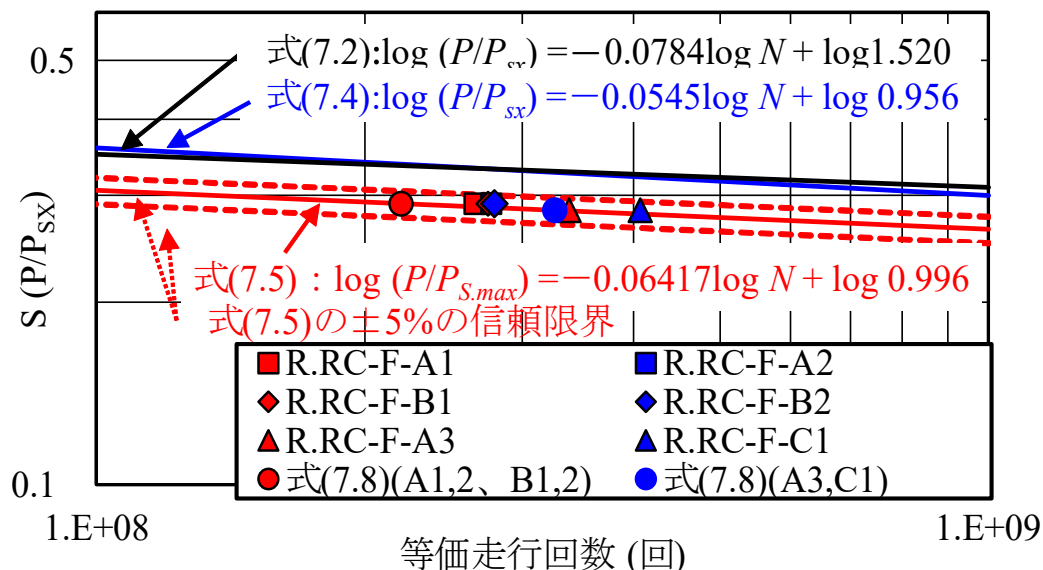 0.5
式(7.2):log (P/Psx) =−0.0784log N + log1.520
式(7.4):log (P/Psx) =−0.0545log N + log 0.956
S (P/PSX)
式(7.5)：log (P/PS.max) =−0.06417log N + log 0.996
式(7.5)の±5%の信頼限界
R.RC-F-A1 R.RC-F-A2
R.RC-F-B1 R.RC-F-B2
R.RC-F-A3 R.RC-F-C1
式(7.8)(A1,2、B1,2) 式(7.8)(A3,C1)
0.1
1.E+08 1.E+09
等価走行回数 (回)